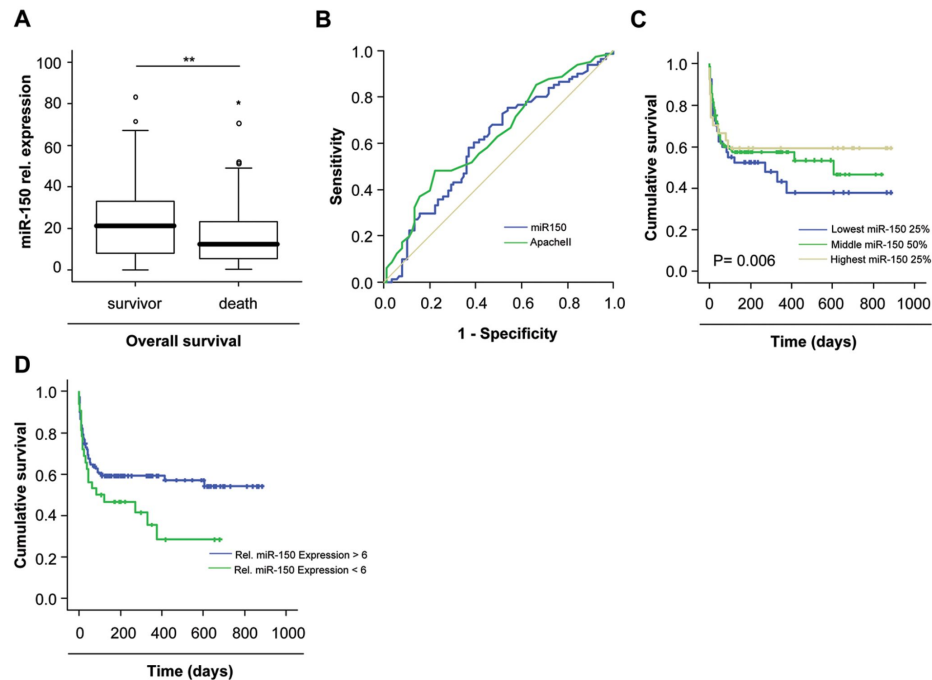 A
miR-150 rel. expression
100
80
60
40
20
0
**
*
survivor death
Overall survival
B
Sensitivity
1.0
0.8
0.6
0.4
0.2
0.0
miR150
ApacheII
0.0 0.2 0.4 0.6 0.8 1.0
1 - Specificity
C
Cumulative survival
1.0
0.8
0.6
0.4
0.2
0.0
Lowest miR-150 25%
Middle miR-150 50%
Highest miR-150 25%
P= 0.006
0 200 400 600 800 1000
Time (days)
D
Cumulative survival
1.0
0.8
0.6
0.4
0.2
0.0
Rel. miR-150 Expression > 6
Rel. miR-150 Expression < 6
0 200 400 600 800 1000
Time (days)